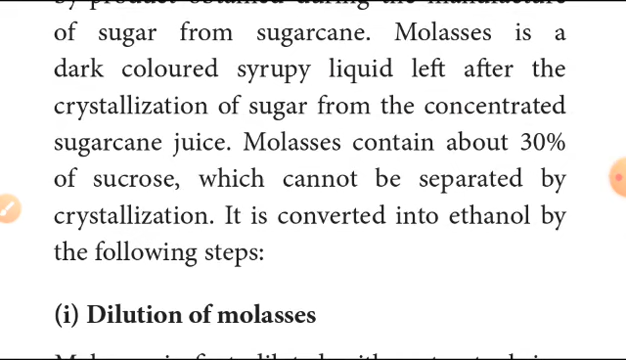 of sugar from sugarcane. Molasses is a
dark coloured syrupy liquid left after the
crystallization of sugar from the concentrated
sugarcane juice. Molasses contain about 30%
of sucrose, which cannot be separated by
crystallization. It is converted into ethanol by
the following steps:
(i) Dilution of molasses